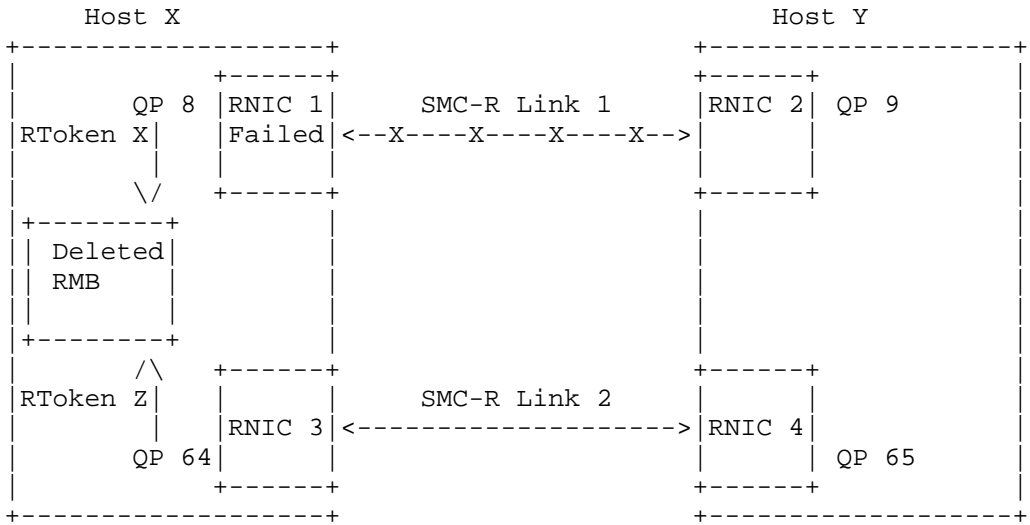 Host X Host Y
QP 8 RNIC 1 SMC-R Link 1 RNIC 2 QP 9
RToken X Failed <--X----X----X----X-->
Deleted
RMB
RToken Z SMC-R Link 2
RNIC 3 <--------------------> RNIC 4
QP 64 QP 65